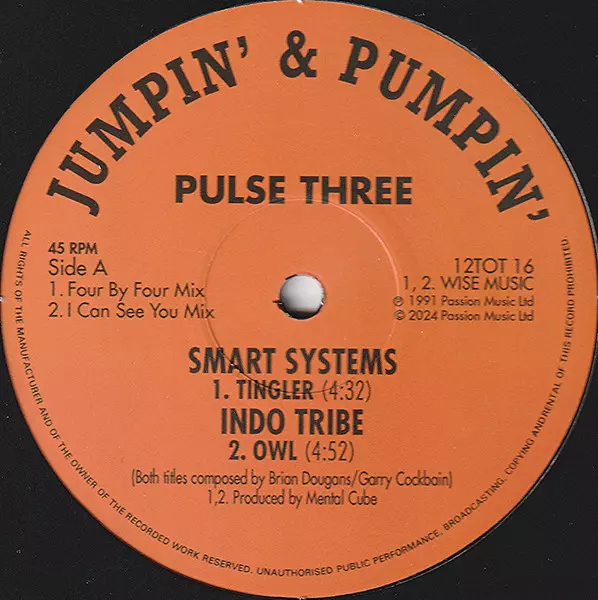 JUMPIN' & PUMPIN'
PULSE THREE
45 RPM
Side A
1. Four By Four Mix
2. I Can See You Mix
12TOT 16
1, 2. WISE MUSIC
℗ 1991 Passion Music Ltd
© 2024 Passion Music Ltd
SMART SYSTEMS
1. TINGLER (4:32)
INDO TRIBE
2. OWL (4:52)
(Both titles composed by Brian Dougans/Garry Cockbain)
1,2. Produced by Mental Cube
ALL RIGHTS OF THE MANUFACTURER AND OF THE OWNER OF THE RECORDED WORK RESERVED. UNAUTHORISED PUBLIC PERFORMANCE, BROADCASTING, COPYING AND RENTAL OF THIS RECORD PROHIBITED.